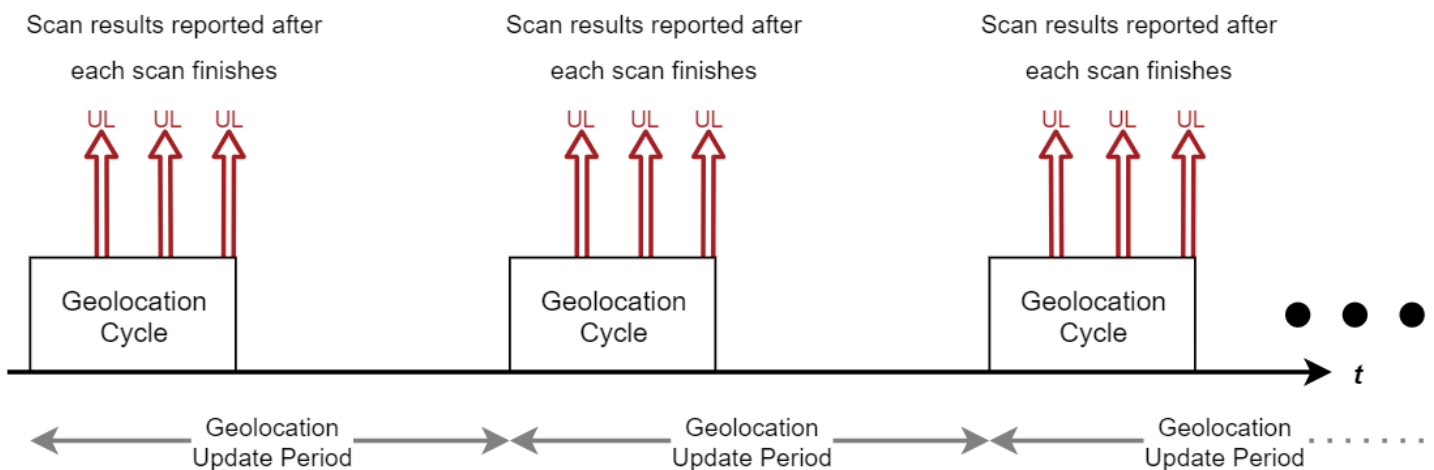 Scan results reported after
each scan finishes
Scan results reported after
each scan finishes
Scan results reported after
each scan finishes
UL UL UL
UL UL UL
UL UL UL
Geolocation
Cycle
Geolocation
Cycle
Geolocation
Cycle
t
Geolocation
Update Period
Geolocation
Update Period
Geolocation
Update Period